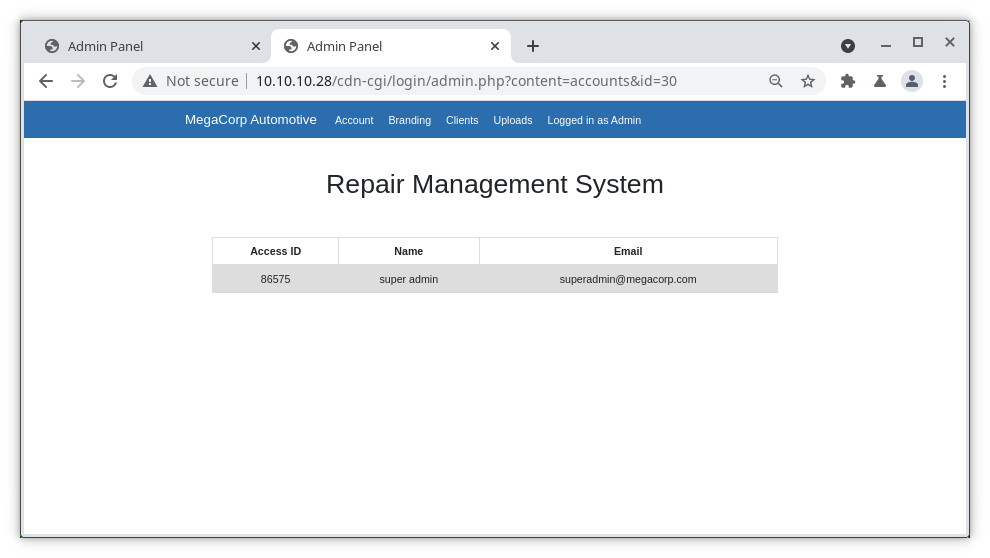 Admin Panel Admin Panel
Not secure 10.10.10.28/cdn-cgi/login/admin.php?content=accounts&id=30
MegaCorp Automotive Account Branding Clients Uploads Logged in as Admin
Repair Management System
Access ID Name Email
86575 super admin superadmin@megacorp.com